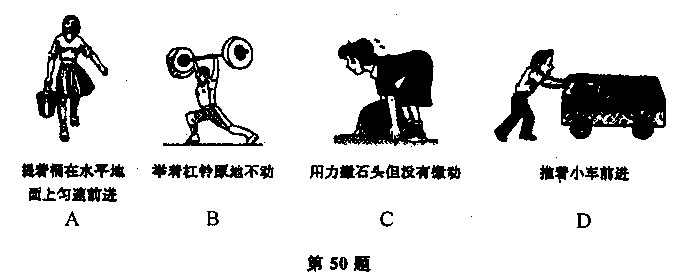 提着桶在水平地
面上匀速前进
A
举着杠铃原地不动
B
用力搬石头但没有搬动
C
推着小车前进
D
第50题